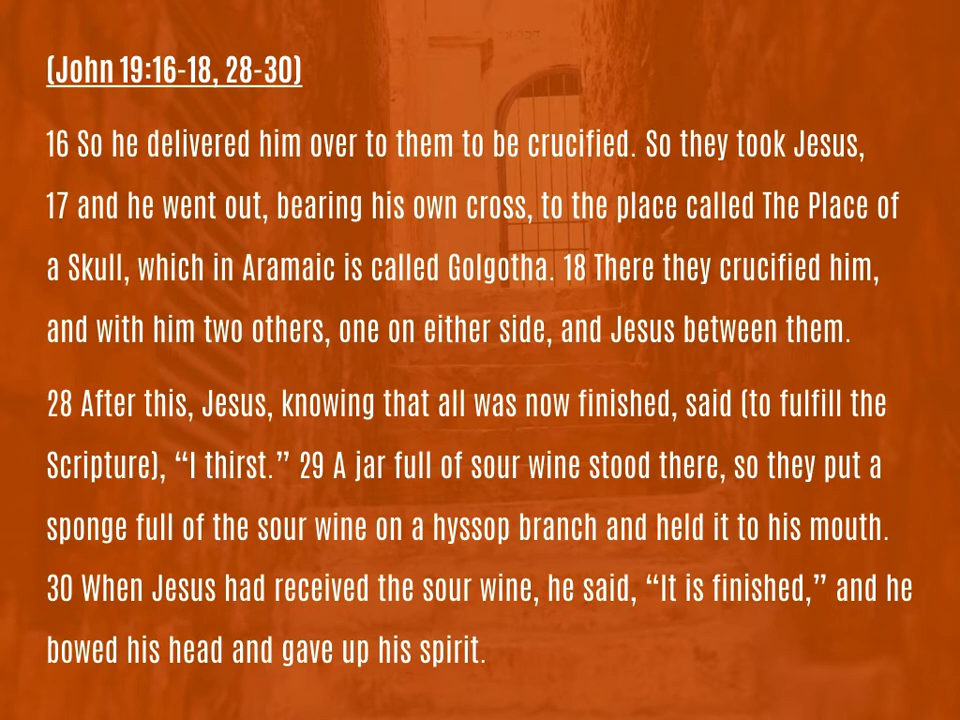 (John 19:16-18, 28-30)
16 So he delivered him over to them to be crucified. So they took Jesus,
17 and he went out, bearing his own cross, to the place called The Place of
a Skull, which in Aramaic is called Golgotha. 18 There they crucified him,
and with him two others, one on either side, and Jesus between them.
28 After this, Jesus, knowing that all was now finished, said (to fulfill the
Scripture), “I thirst.” 29 A jar full of sour wine stood there, so they put a
sponge full of the sour wine on a hyssop branch and held it to his mouth.
30 When Jesus had received the sour wine, he said, “It is finished,” and he
bowed his head and gave up his spirit.